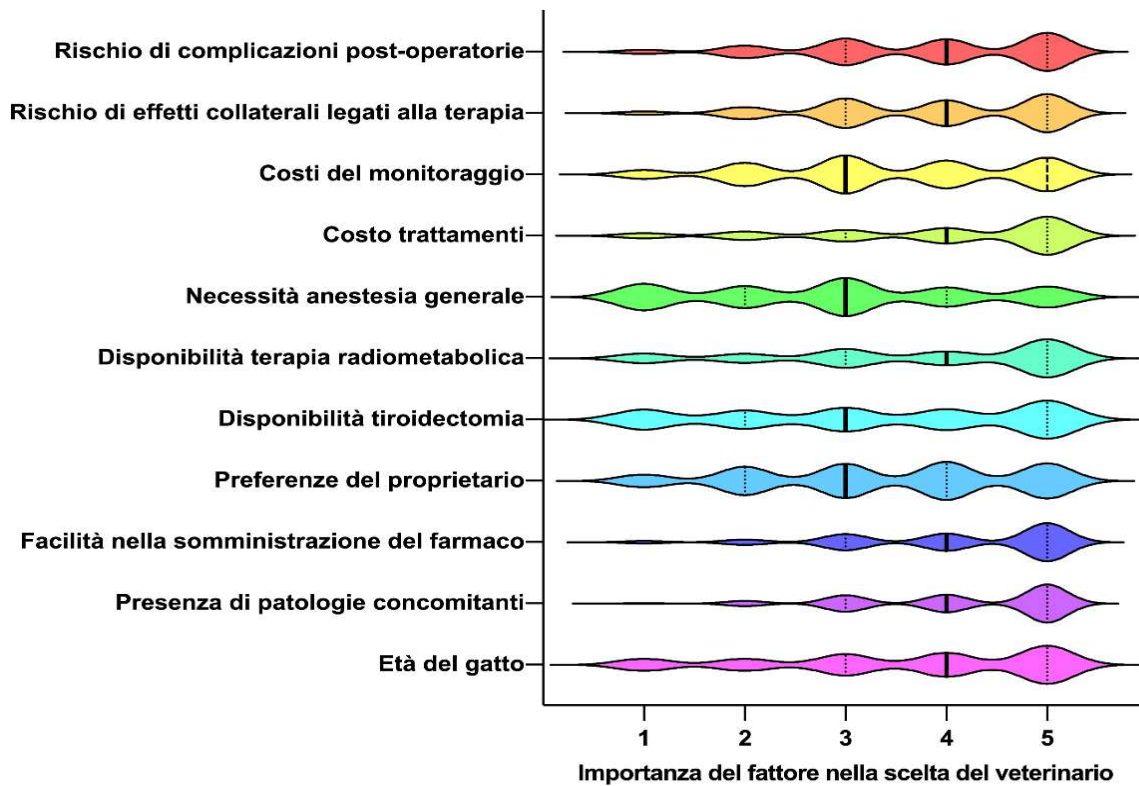 Rischio di complicazioni post-operatorie
Rischio di effetti collaterali legati alla terapia
Costi del monitoraggio
Costo trattamenti
Necessità anestesia generale
Disponibilità terapia radiometabolica
Disponibilità tiroidectomia
Preferenze del proprietario
Facilità nella somministrazione del farmaco
Presenza di patologie concomitanti
Età del gatto
1 2 3 4 5
Importanza del fattore nella scelta del veterinario